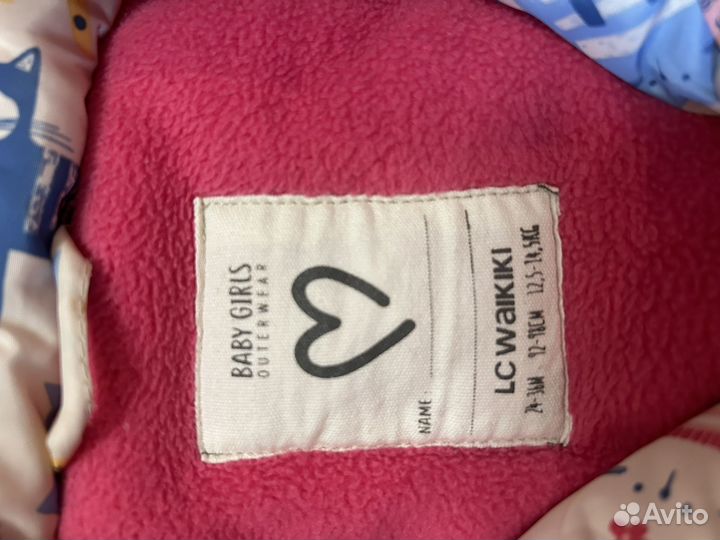 BABY GIRLS
OUTERWEAR
NAME:
LC WAIKIKI
24-36M 92-98CM 12,5-14,5KG
Avito